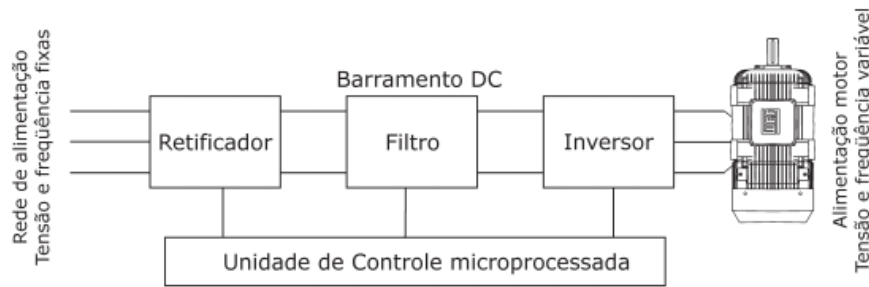 Rede de alimentação
Tensão e freqüência fixas
Barramento DC
Retificador
Filtro
Inversor
Unidade de Controle microprocessada
Alimentação motor
Tensão e freqüência variável